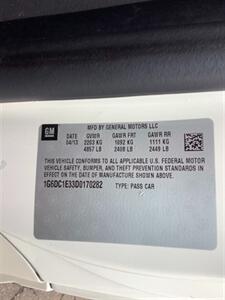 GM
MFD BY GENERAL MOTORS LLC
DATE GVWR GAWR FRT GAWR RR
04/13 2203 KG 1092 KG 1111 KG
4857 LB 2408 LB 2449 LB
THIS VEHICLE CONFORMS TO ALL APPLICABLE U.S. FEDERAL MOTOR
VEHICLE SAFETY, BUMPER, AND THEFT PREVENTION STANDARDS IN
EFFECT ON THE DATE OF MANUFACTURE SHOWN ABOVE.
1G6DC1E33D0170282 TYPE: PASS CAR